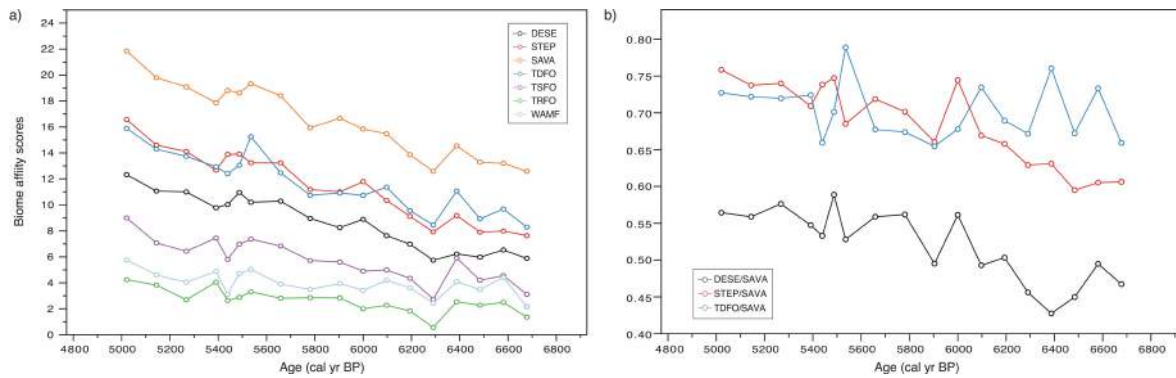 a)
Biome affility scores
24
22
20
18
16
14
12
10
8
6
4
2
0
4800 5000 5200 5400 5600 5800 6000 6200 6400 6600 6800
Age (cal yr BP)
DESE
STEP
SAVA
TDFO
TSFO
TRFO
WAMF
b)
0.80
0.75
0.70
0.65
0.60
0.55
0.50
0.45
0.40
4800 5000 5200 5400 5600 5800 6000 6200 6400 6600 6800
Age (cal yr BP)
DESE/SAVA
STEP/SAVA
TDFO/SAVA